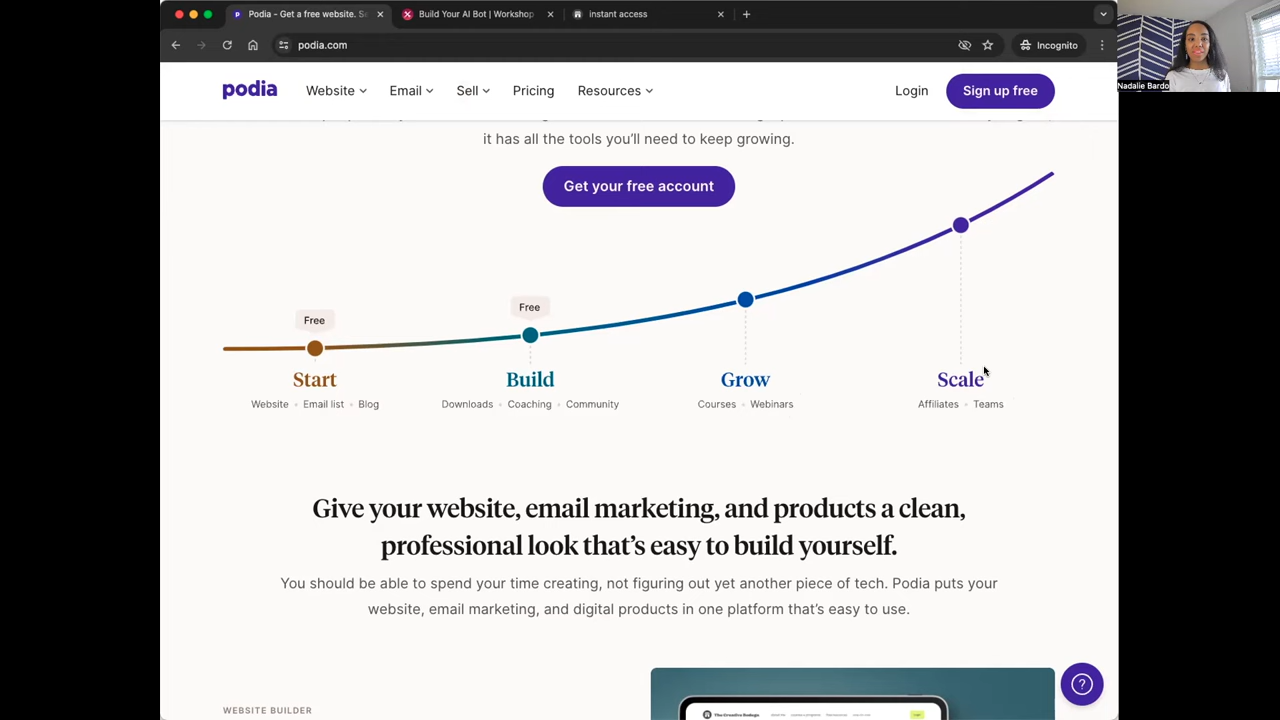 Podia - Get a free website. Se
Build Your AI Bot | Workshop
instant access
podia.com
Incognito
Nadalie Bardo
podia
Website
Email
Sell
Pricing
Resources
Login
Sign up free
it has all the tools you’ll need to keep growing.
Get your free account
Free
Free
Start
Build
Grow
Scale
Website • Email list • Blog
Downloads • Coaching • Community
Courses • Webinars
Affiliates • Teams
Give your website, email marketing, and products a clean,
professional look that’s easy to build yourself.
You should be able to spend your time creating, not figuring out yet another piece of tech. Podia puts your
website, email marketing, and digital products in one platform that’s easy to use.
WEBSITE BUILDER
The Creative Badega